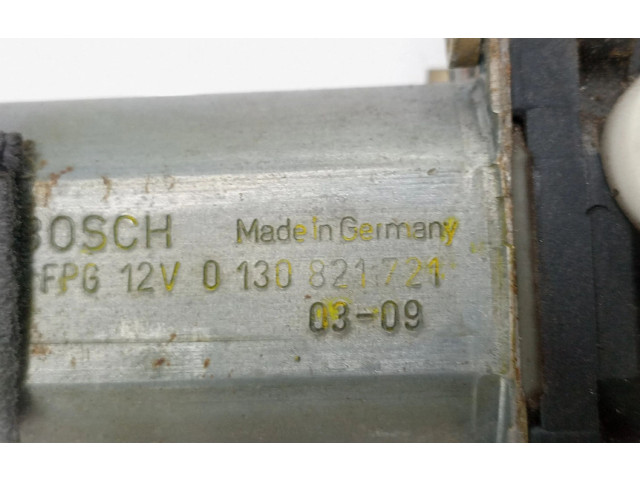 BOSCH Made in Germany
FPG 12V 0 130 821 721
03-09